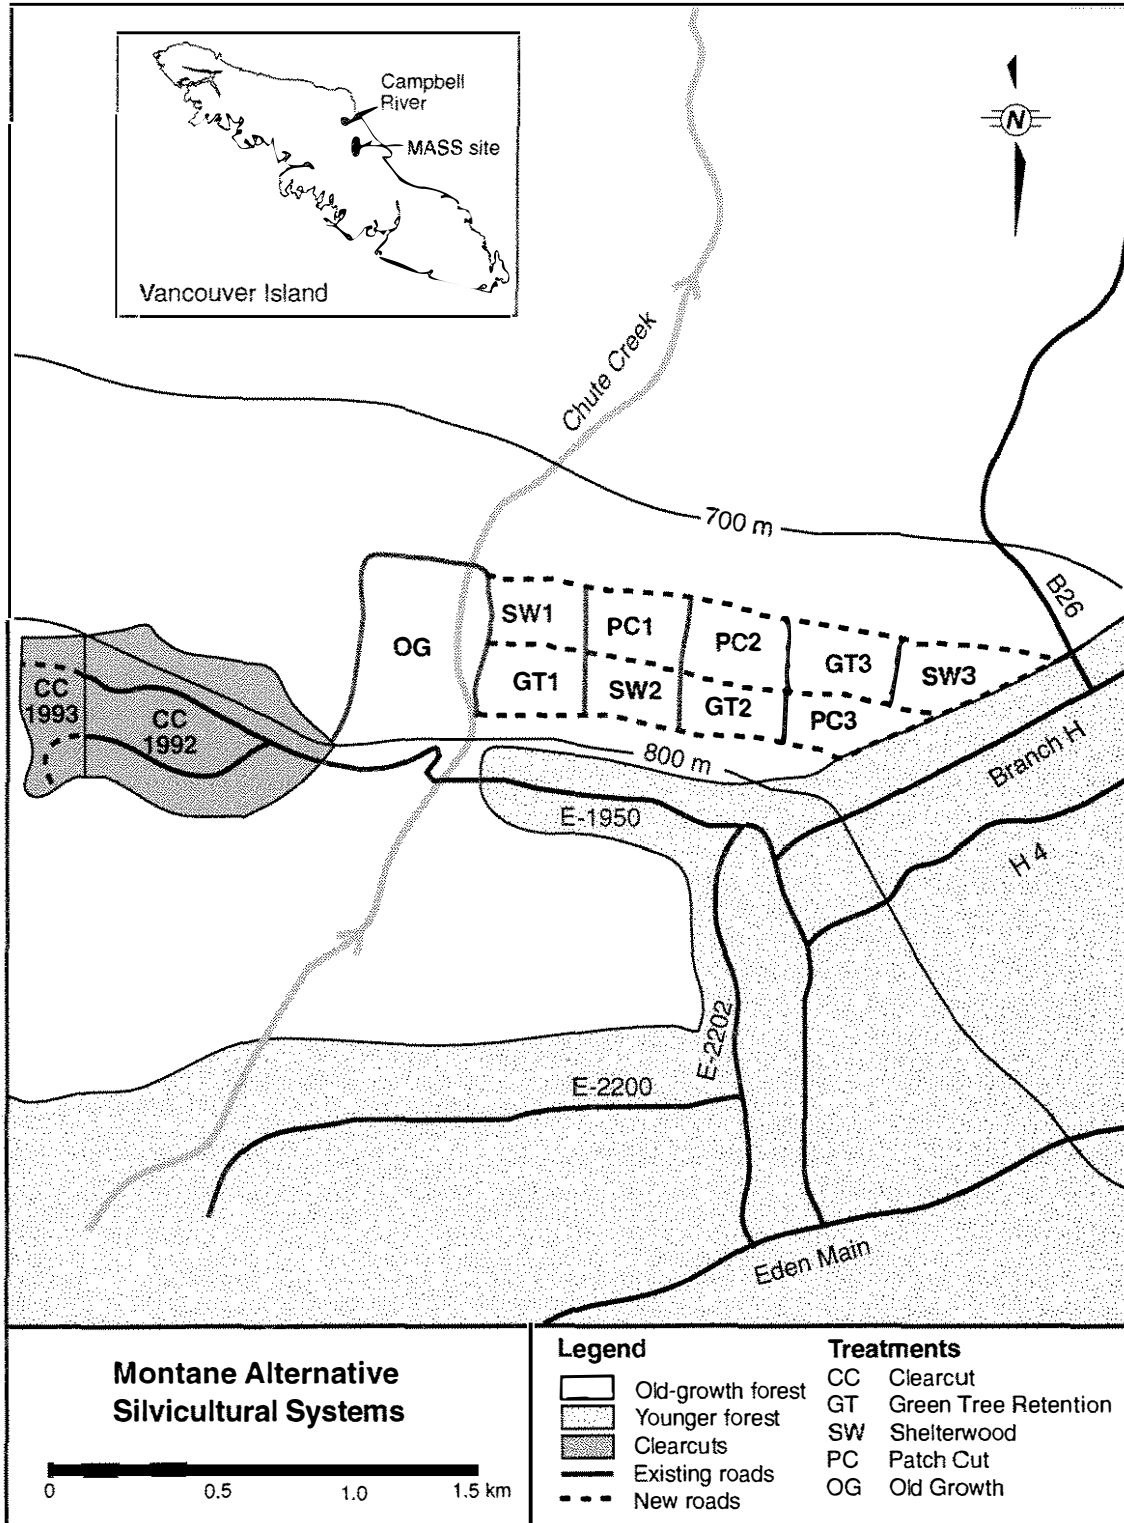 Campbell
River
MASS site
Vancouver Island
N
Chute Creek
700 m
B26
SW1
PC1
PC2
GT3
SW3
OG
GT1
SW2
GT2
PC3
CC
1993
CC
1992
800 m
Branch H
E-1950
H 4
E-2202
E-2200
Eden Main
Montane Alternative
Silvicultural Systems
0 0.5 1.0 1.5 km
Legend
Old-growth forest
Younger forest
Clearcuts
Existing roads
New roads
Treatments
CC Clearcut
GT Green Tree Retention
SW Shelterwood
PC Patch Cut
OG Old Growth